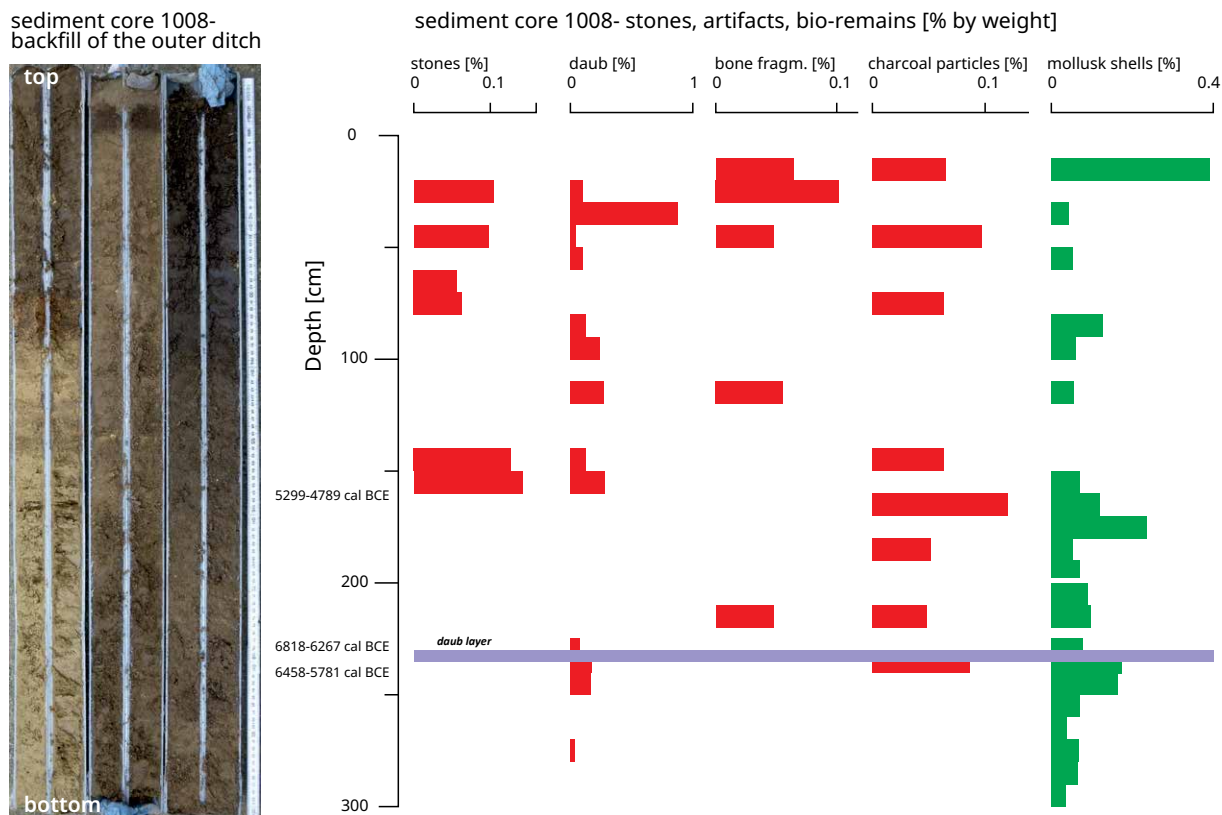 sediment core 1008-
backfill of the outer ditch
top
bottom
sediment core 1008- stones, artifacts, bio-remains [% by weight]
stones [%]
0 0.1
daub [%]
0 1
bone fragm. [%]
0 0.1
charcoal particles [%]
0 0.1
mollusk shells [%]
0 0.4
Depth [cm]
0
100
5299-4789 cal BCE
200
6818-6267 cal BCE
daub layer
6458-5781 cal BCE
300